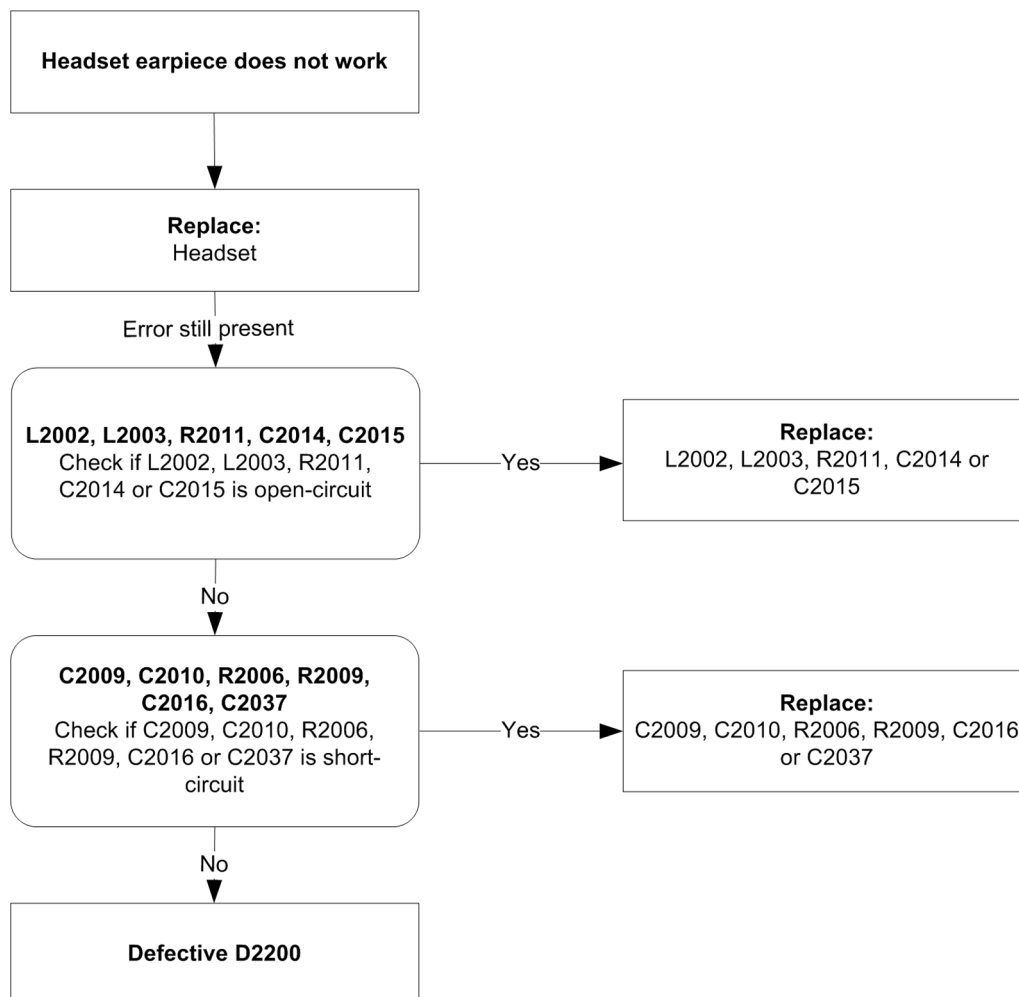 Headset earpiece does not work
Replace:
Headset
Error still present
L2002, L2003, R2011, C2014, C2015
Check if L2002, L2003, R2011,
C2014 or C2015 is open-circuit
Yes
Replace:
L2002, L2003, R2011, C2014 or
C2015
No
C2009, C2010, R2006, R2009,
C2016, C2037
Check if C2009, C2010, R2006,
R2009, C2016 or C2037 is short-
circuit
Yes
Replace:
C2009, C2010, R2006, R2009, C2016
or C2037
No
Defective D2200